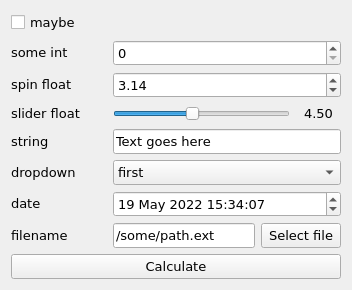 maybe
some int 0
spin float 3.14
slider float 4.50
string Text goes here
dropdown first
date 19 May 2022 15:34:07
filename /some/path.ext Select file
Calculate